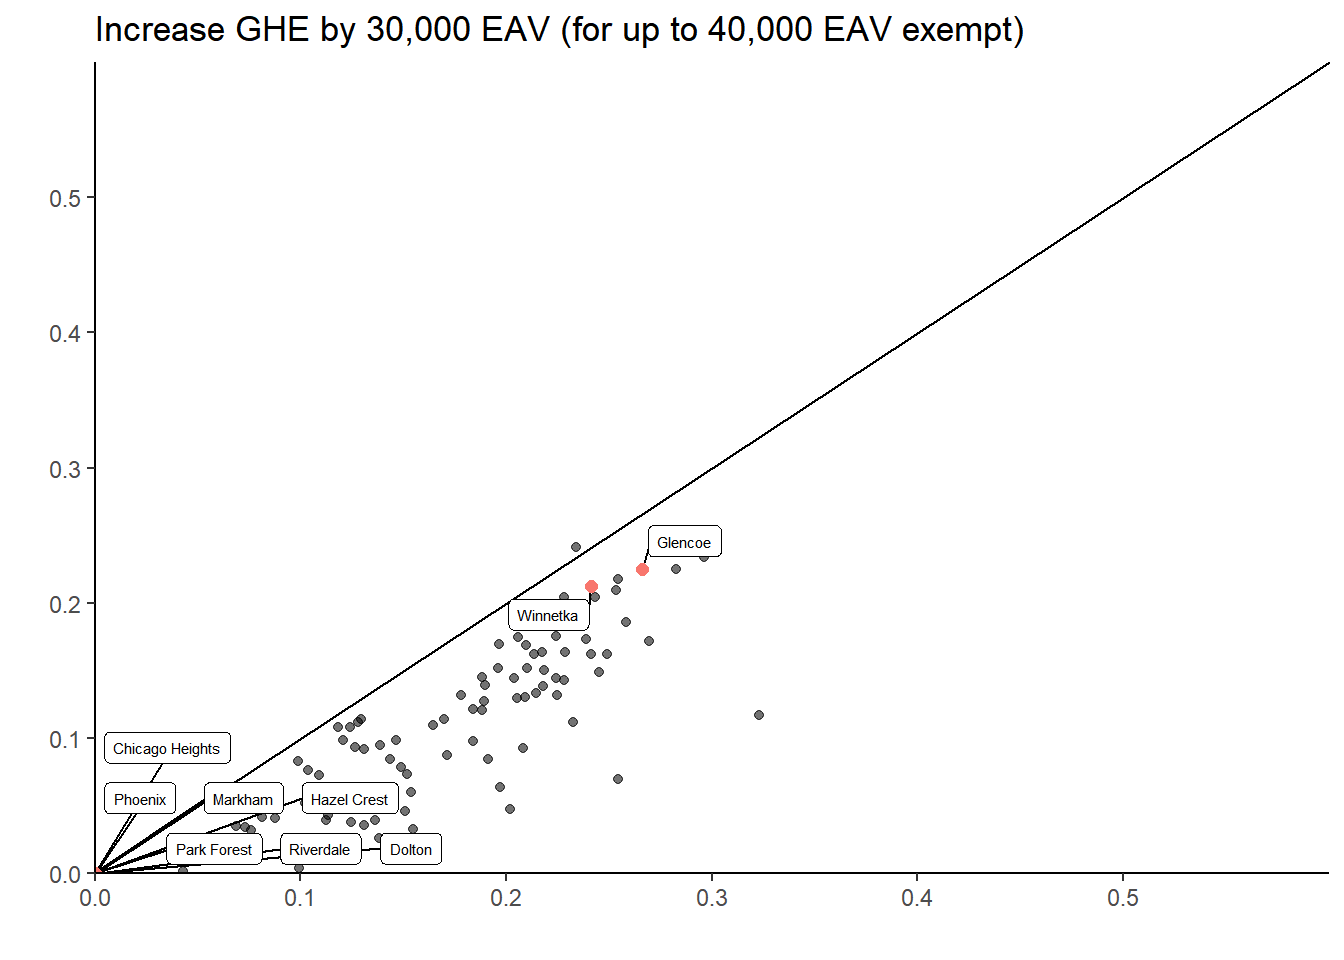 Increase GHE by 30,000 EAV (for up to 40,000 EAV exempt)
0.5
0.4
0.3
Glencoe
0.2
Winnetka
0.1
Chicago Heights
Phoenix
Markham
Hazel Crest
Park Forest
Riverdale
Dolton
0.0
0.0
0.1
0.2
0.3
0.4
0.5